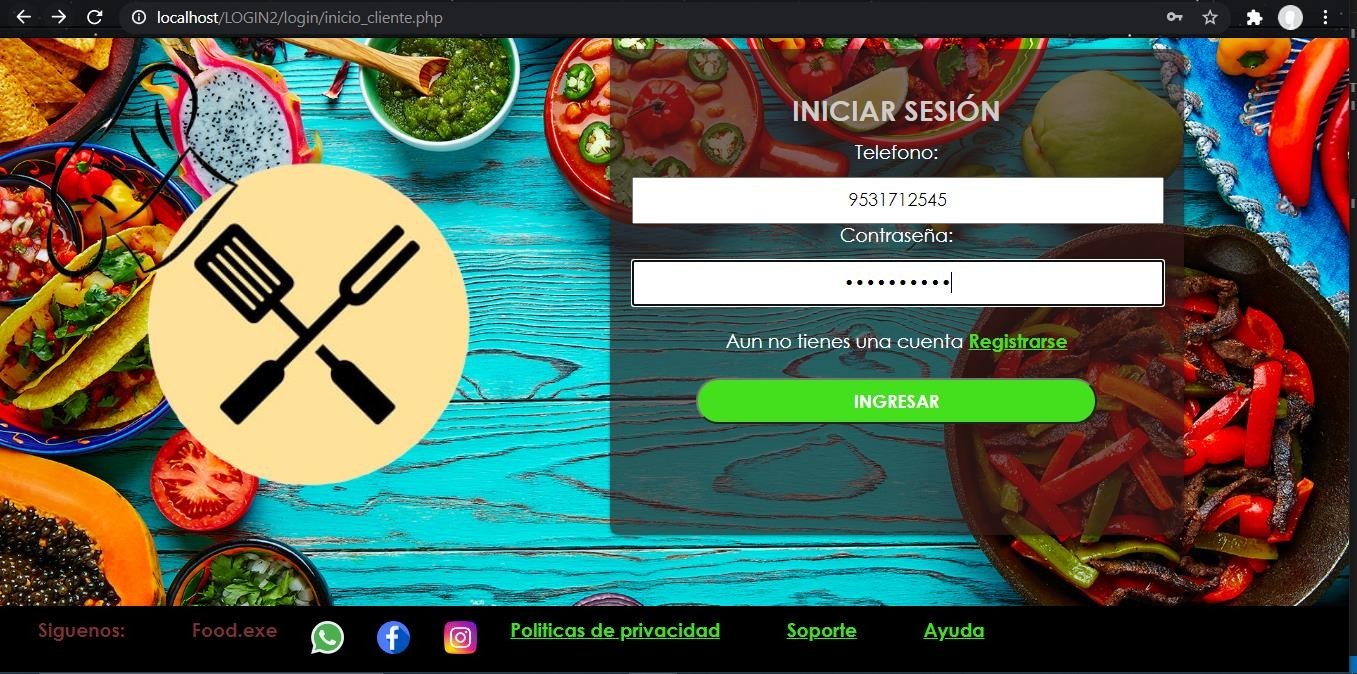 localhost/LOGIN2/login/inicio_cliente.php
INICIAR SESIÓN
Telefono:
9531712545
Contraseña:
••••••••••
Aun no tienes una cuenta Registrarse
INGRESAR
Siguenos: Food.exe Politicas de privacidad Soporte Ayuda